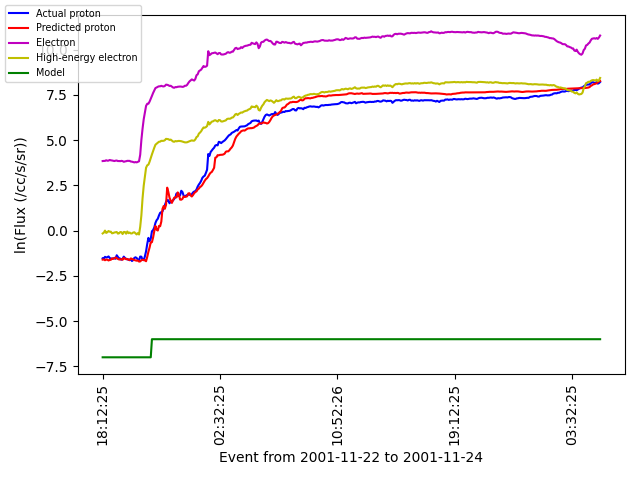 Actual proton
Predicted proton
Electron
High-energy electron
Model
10.0
7.5
5.0
2.5
0.0
−2.5
−5.0
−7.5
ln(Flux (/cc/s/sr))
18:12:25
02:32:25
10:52:26
19:12:25
03:32:25
Event from 2001-11-22 to 2001-11-24